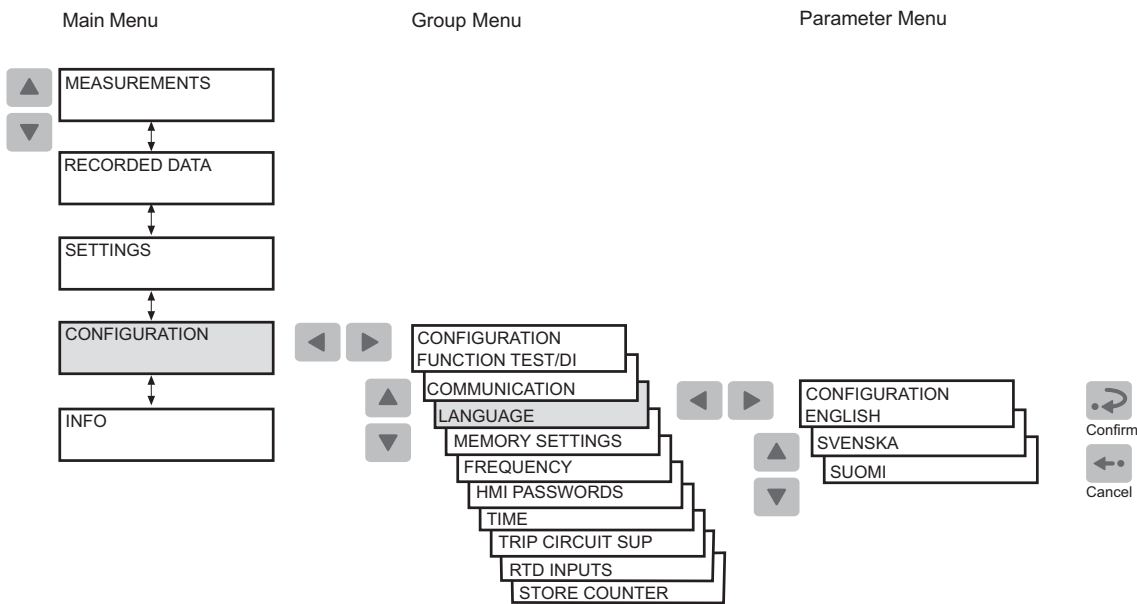 Main Menu
Group Menu
Parameter Menu
MEASUREMENTS
RECORDED DATA
SETTINGS
CONFIGURATION
INFO
CONFIGURATION
FUNCTION TEST/DI
COMMUNICATION
LANGUAGE
MEMORY SETTINGS
FREQUENCY
HMI PASSWORDS
TIME
TRIP CIRCUIT SUP
RTD INPUTS
STORE COUNTER
CONFIGURATION
ENGLISH
SVENSKA
SUOMI
Confirm
Cancel